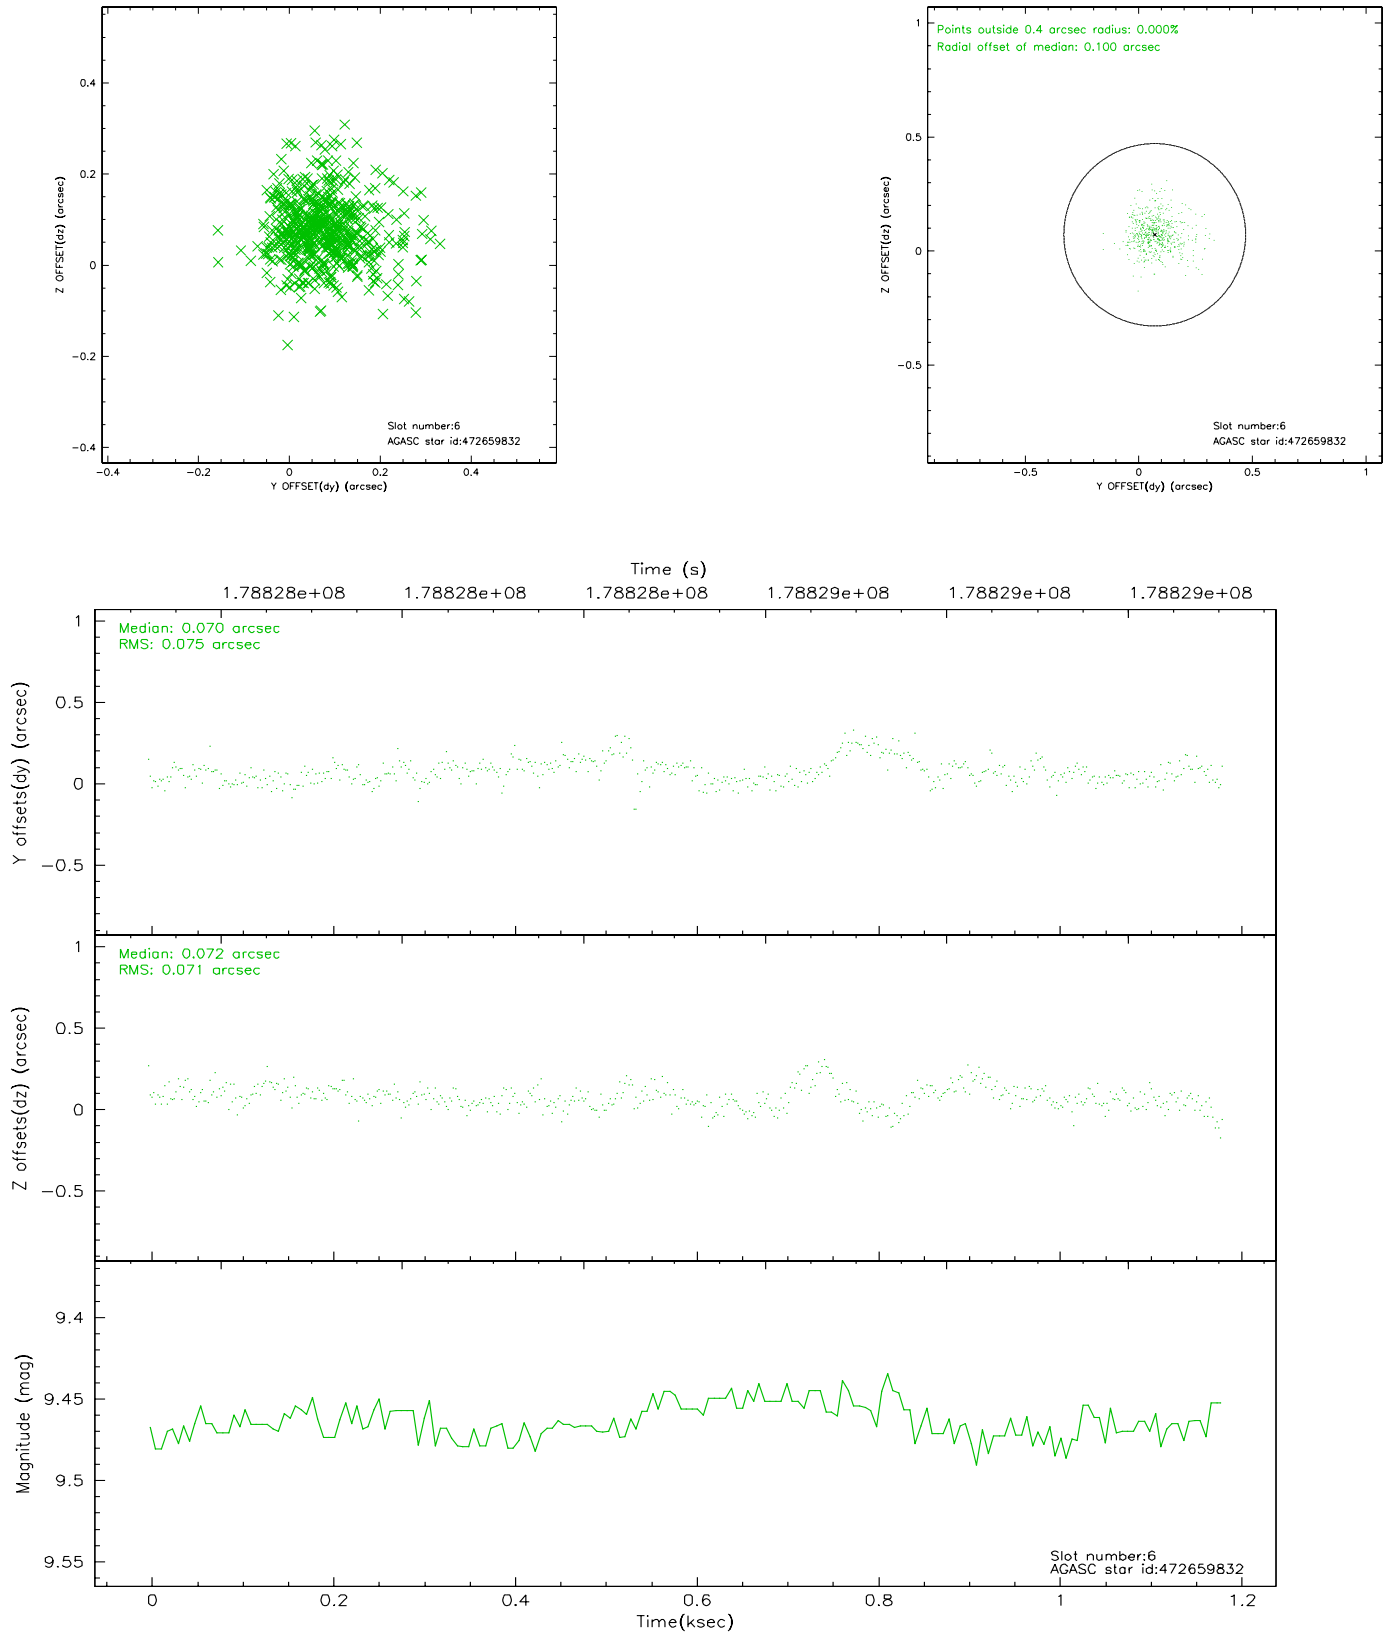 0.4
0.2
0
−0.2
−0.4
Z OFFSET(dz) (arcsec)
Slot number:6
AGASC star id:472659832
−0.4 −0.2 0 0.2 0.4
Y OFFSET(dy) (arcsec)
Points outside 0.4 arcsec radius: 0.000%
Radial offset of median: 0.100 arcsec
1
0.5
0
−0.5
Z OFFSET(dz) (arcsec)
Slot number:6
AGASC star id:472659832
−0.5 0 0.5 1
Y OFFSET(dy) (arcsec)
Time (s)
1.78828e+08 1.78828e+08 1.78828e+08 1.78829e+08 1.78829e+08 1.78829e+08
Median: 0.070 arcsec
RMS: 0.075 arcsec
1
0.5
0
−0.5
Y offsets(dy) (arcsec)
Median: 0.072 arcsec
RMS: 0.071 arcsec
1
0.5
0
−0.5
Z offsets(dz) (arcsec)
9.4
9.45
9.5
9.55
Magnitude (mag)
Slot number:6
AGASC star id:472659832
0 0.2 0.4 0.6 0.8 1 1.2
Time(ksec)